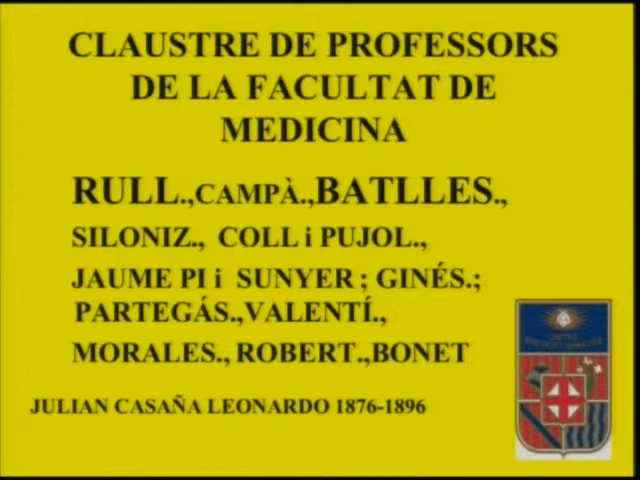 CLAUSTRE DE PROFESSORS
DE LA FACULTAT DE
MEDICINA
RULL.,CAMPÀ.,BATLLES.,
SILONIZ., COLL i PUJOL.,
JAUME PI i SUNYER ; GINÉS.;
PARTEGÁS.,VALENTÍ.,
MORALES., ROBERT.,BONET
JULIAN CASAÑA LEONARDO 1876-1896